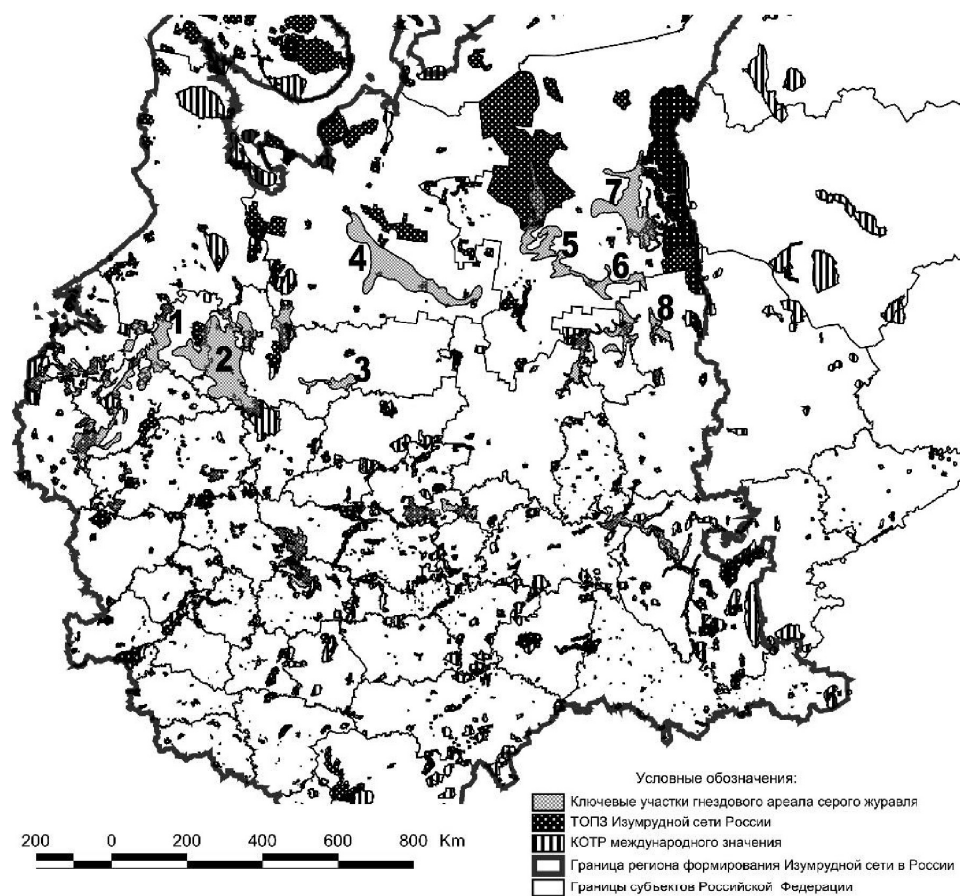 7
5
4
6
8
1
2
3
Условные обозначения:
Ключевые участки гнездового ареала серого журавля
ТОПЗ Изумрудной сети России
КОТР международного значения
Граница региона формирования Изумрудной сети в России
Границы субъектов Российской Федерации
200 0 200 400 600 800 Km